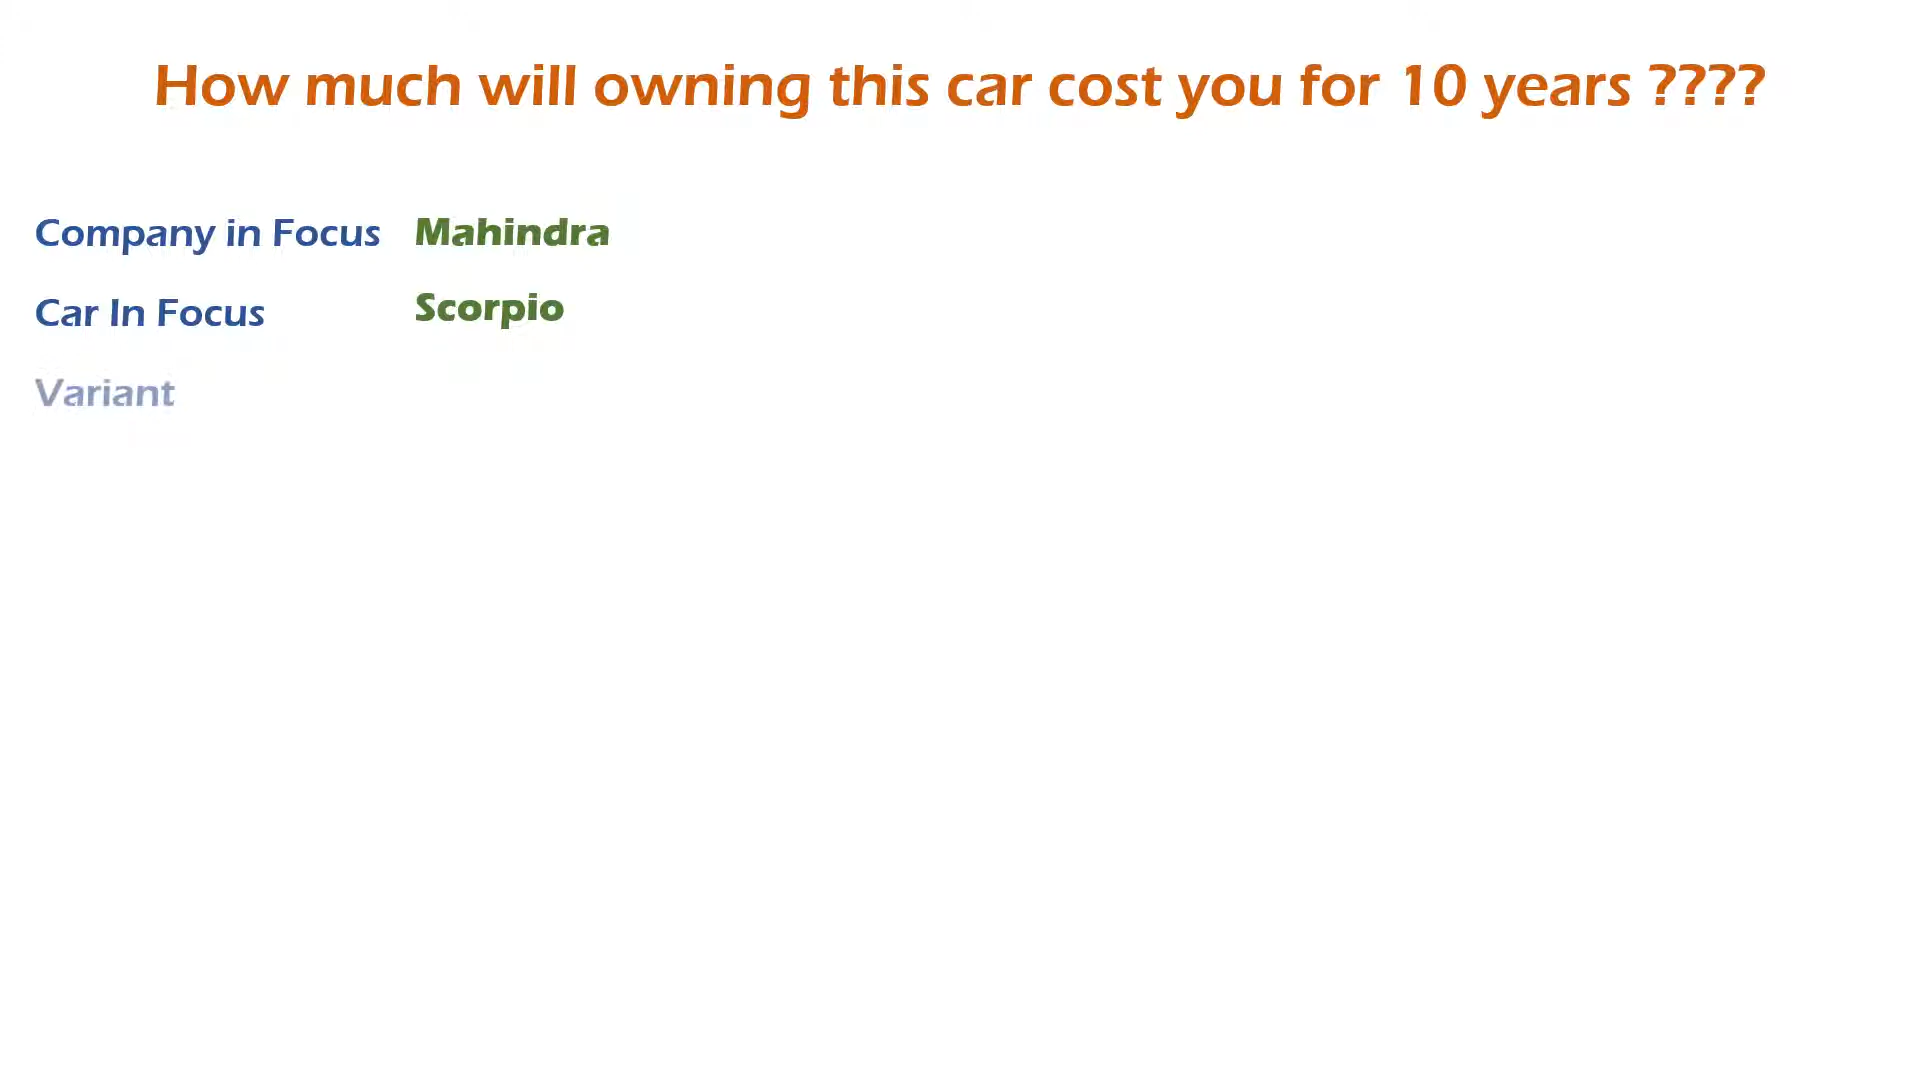 How much will owning this car cost you for 10 years ????
Company in Focus Mahindra
Car In Focus Scorpio
Variant